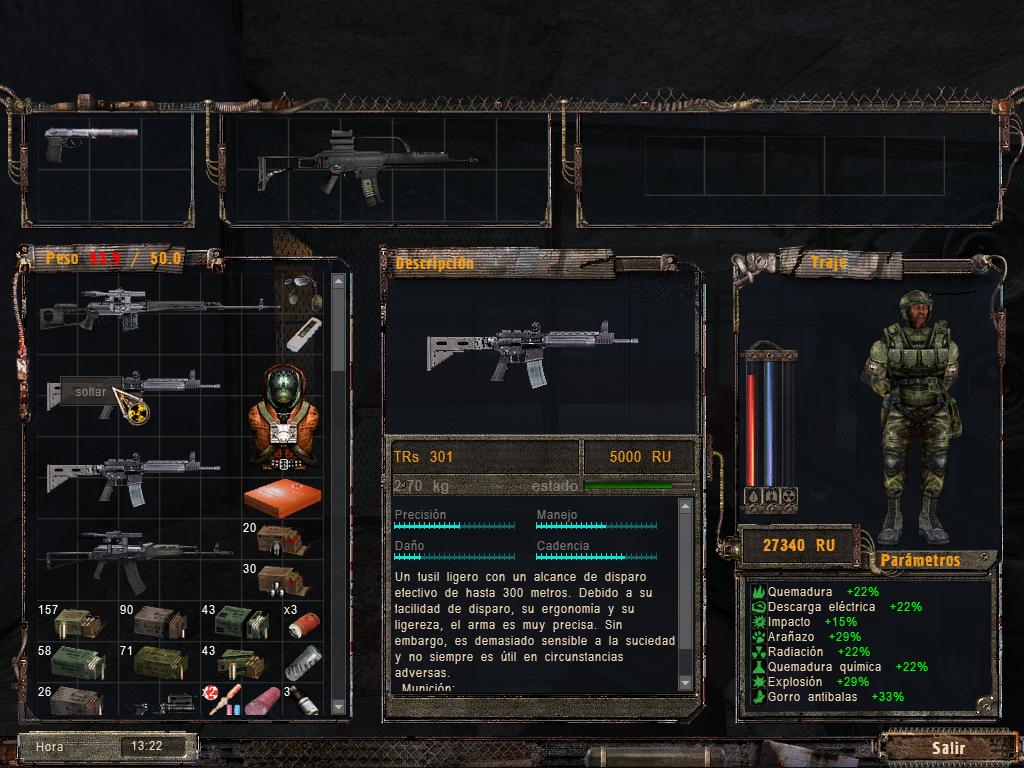 Peso 53.9 / 50.0
Descripción
Traje
soltar
TRs 301
5000 RU
2.70 kg
estado
Precisión
Manejo
Daño
Cadencia
Un fusil ligero con un alcance de disparo
efectivo de hasta 300 metros. Debido a su
facilidad de disparo, su ergonomía y su
ligereza, el arma es muy precisa. Sin
embargo, es demasiado sensible a la suciedad
y no siempre es útil en circunstancias
adversas.
Munición:
20
30
157
90
43
x3
58
71
43
26
x2
3
27340 RU
Parámetros
Quemadura +22%
Descarga eléctrica +22%
Impacto +15%
Arañazo +29%
Radiación +22%
Quemadura química +22%
Explosión +29%
Gorro antibalas +33%
Hora
13:22
Salir